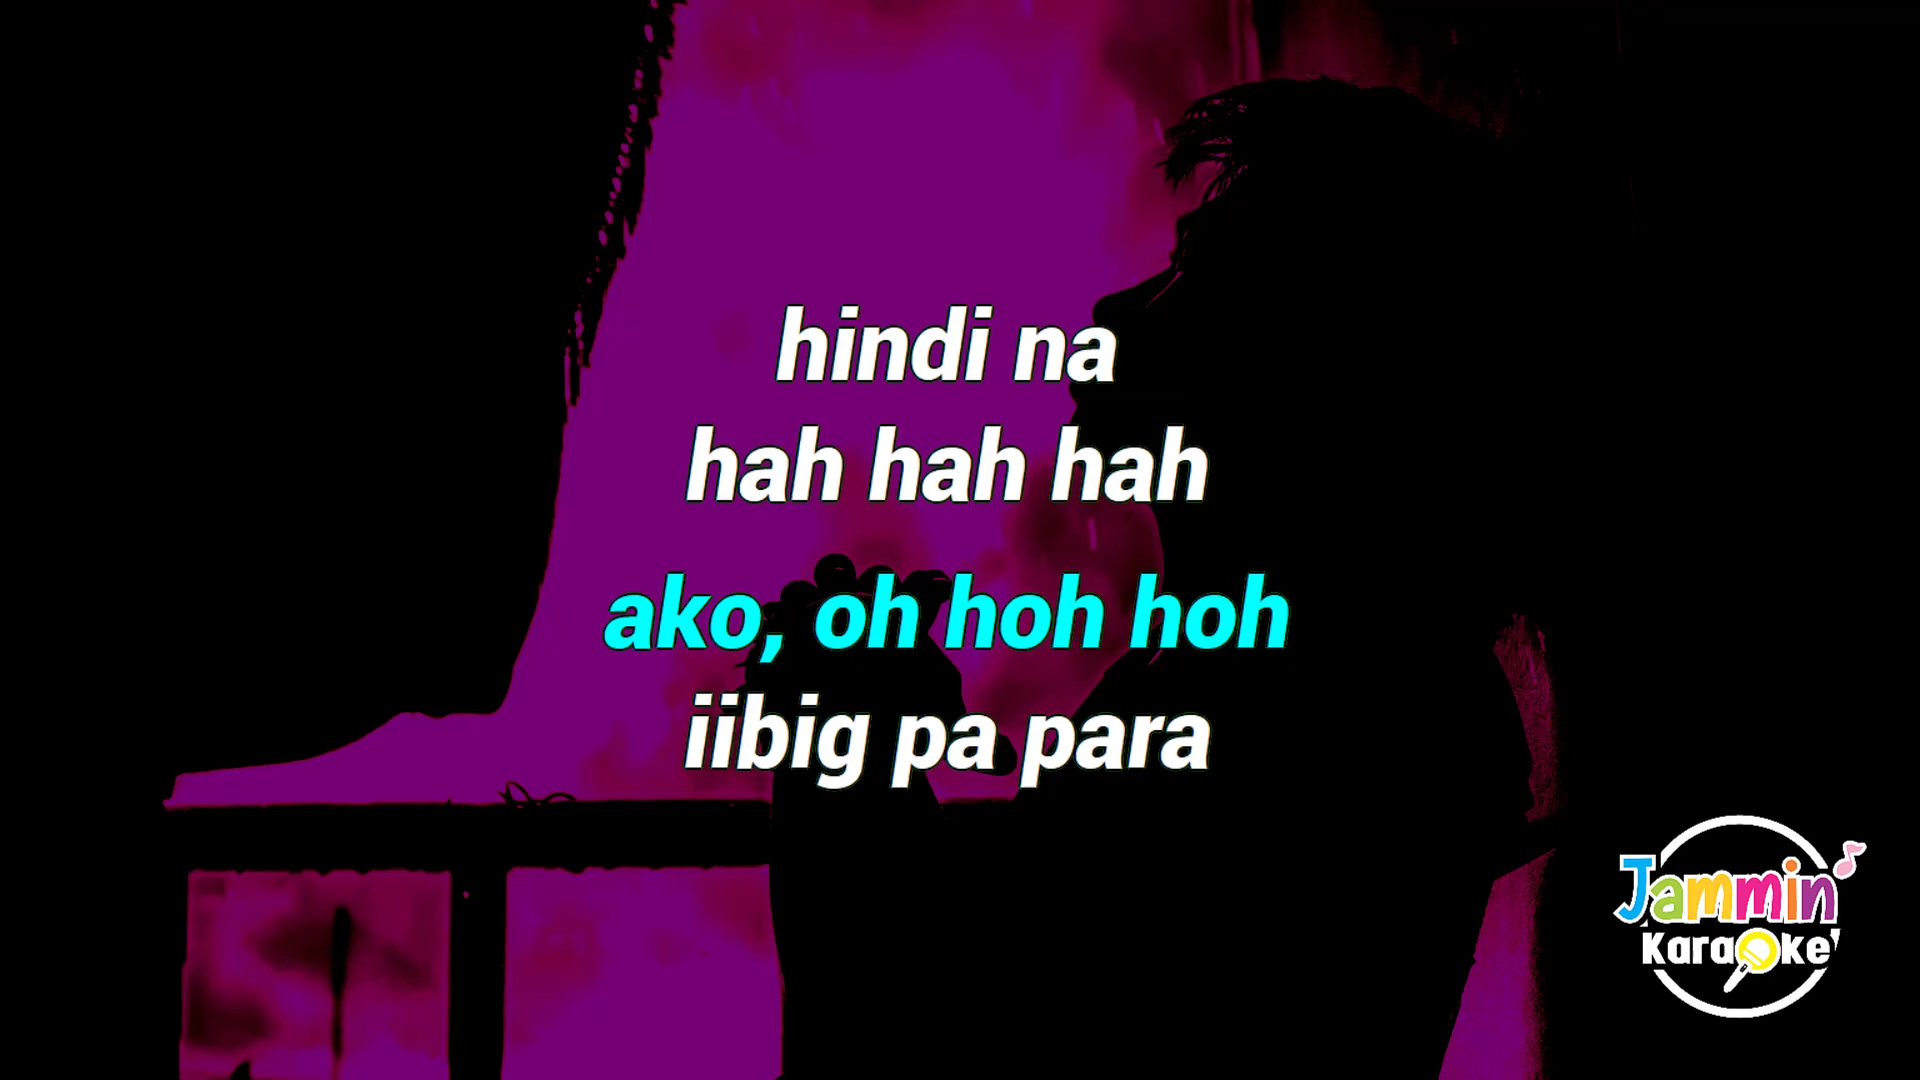 hindi na
hah hah hah
ako, oh hoh hoh
iibig pa para
Jammin'
Karaoke